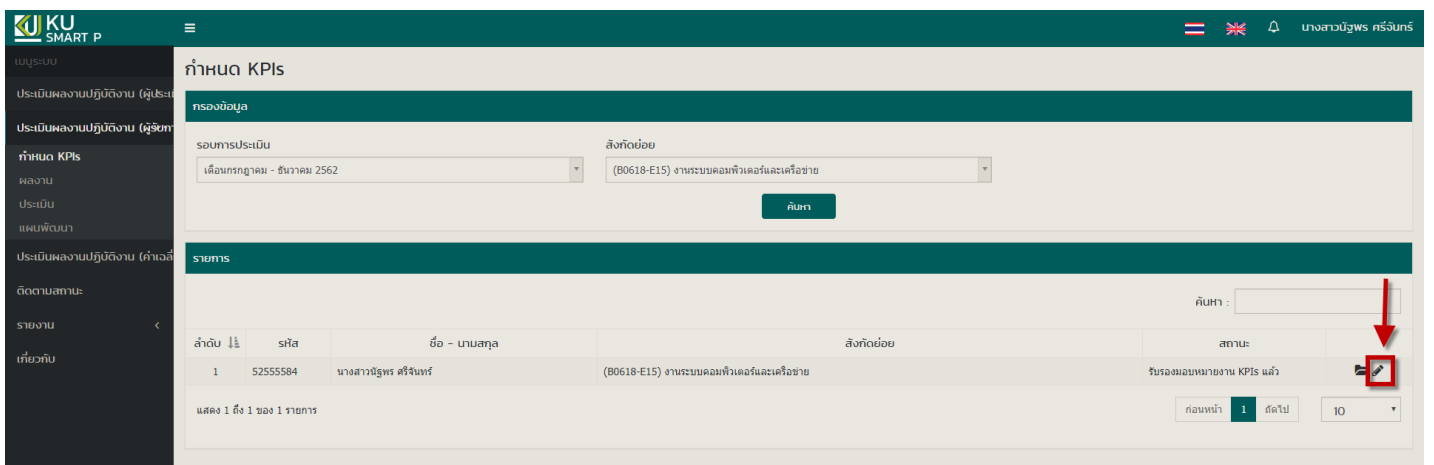 KU
SMART P
นางสาวนัฐพร ศรีจันทร์
เมนูระบบ
กำหนด KPIs
ประเมินผลงานปฏิบัติงาน (ผู้ประเ
กรองข้อมูล
ประเมินผลงานปฏิบัติงาน (ผู้รับกา
รอบการประเมิน
สังกัดย่อย
กำหนด KPIs
เดือนกรกฎาคม - ธันวาคม 2562
(B0618-E15) งานระบบคอมพิวเตอร์และเครือข่าย
ผลงาน
ประเมิน
ค้นหา
แผนพัฒนา
ประเมินผลงานปฏิบัติงาน (ค่าเฉลี่
รายการ
ติดตามสถานะ
ค้นหา :
รายงาน
ลำดับ รหัส ชื่อ - นามสกุล สังกัดย่อย สถานะ
เกี่ยวกับ
1 52555584 นางสาวนัฐพร ศรีจันทร์ (B0618-E15) งานระบบคอมพิวเตอร์และเครือข่าย รับรองมอบหมายงาน KPIs แล้ว
แสดง 1 ถึง 1 ของ 1 รายการ
ก่อนหน้า 1 ถัดไป 10